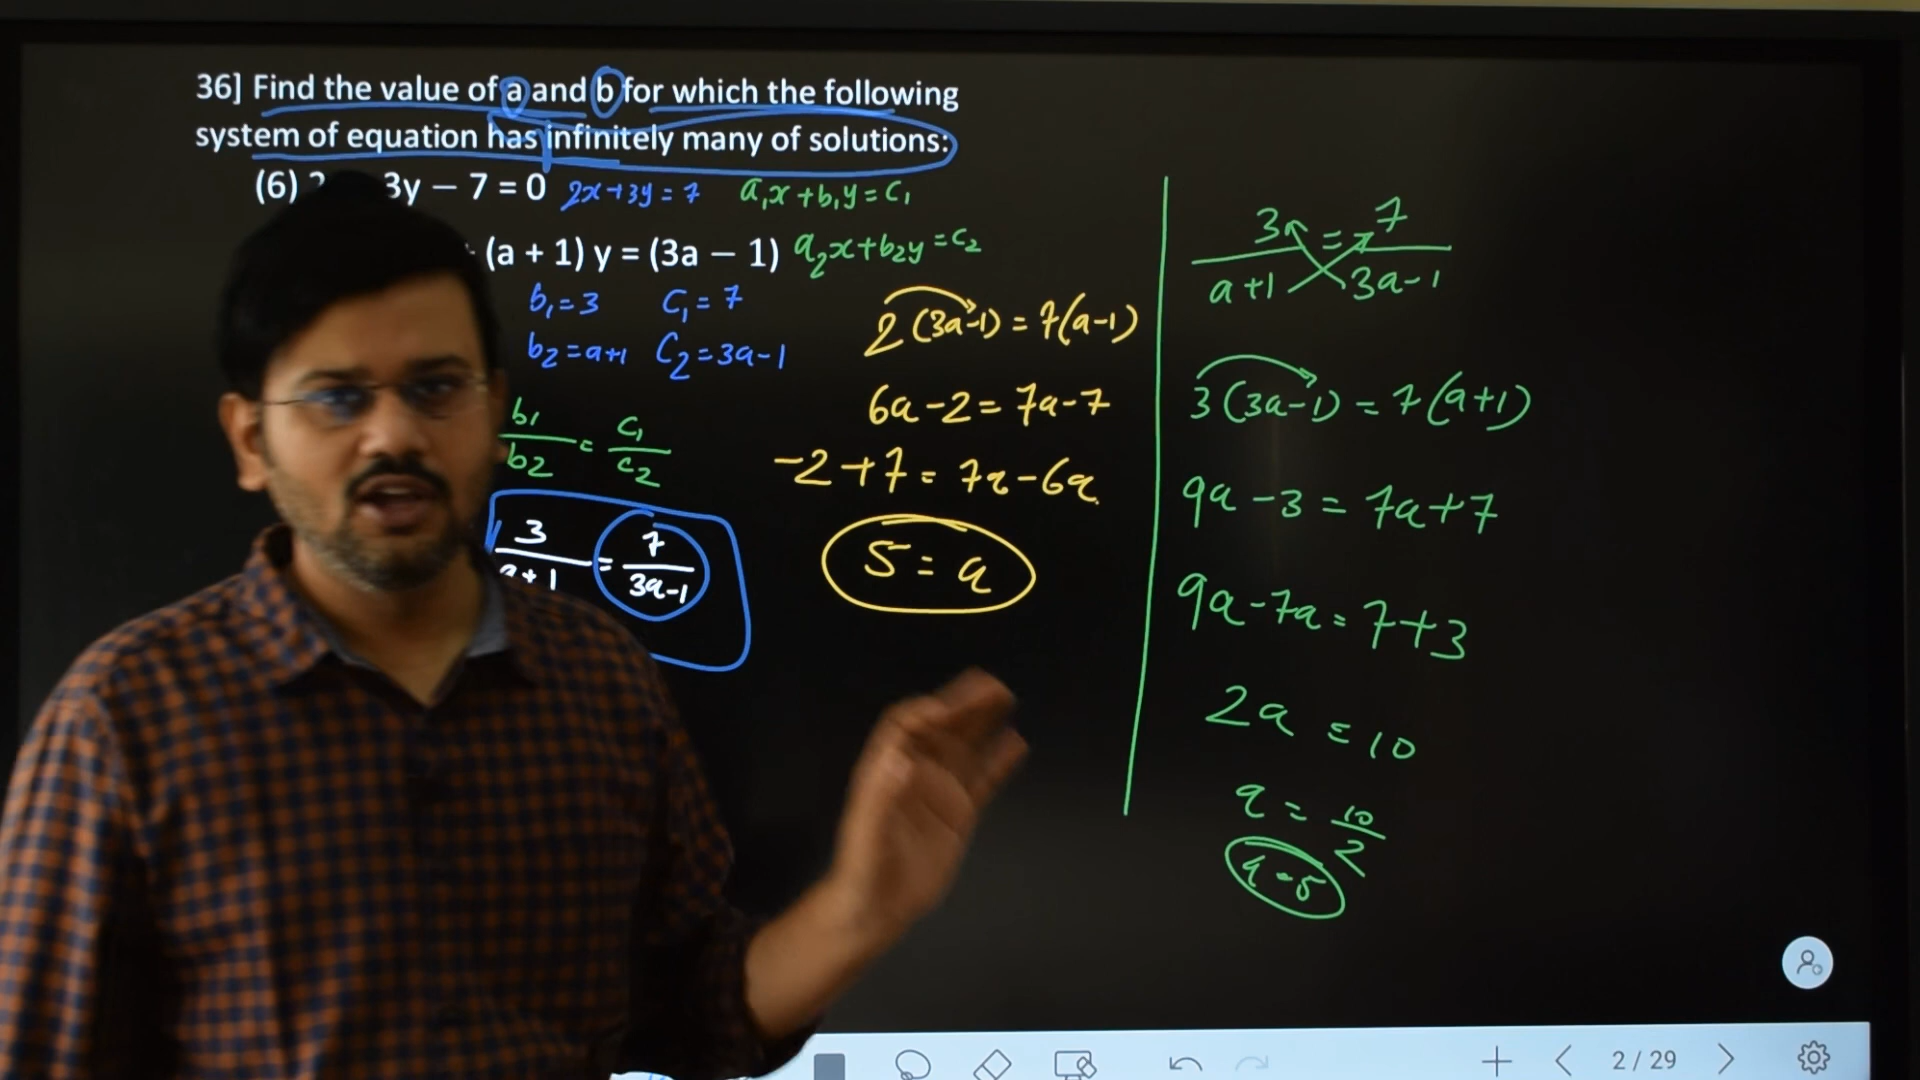 36] Find the value of a and b for which the following
system of equation has infinitely many of solutions:
(6) 3y − 7 = 0 2x+3y = 7 a₁x + b₁y = c₁
(a + 1) y = (3a − 1) a₂x+b₂y = c₂
b₁ = 3 C₁ = 7
b₂ = a+1 C₂ = 3a-1
b₁/b₂ = c₁/c₂
3/a+1 = 7/3a-1
2(3a-1) = 7(a-1)
6a-2 = 7a-7
-2+7 = 7a-6a
5 = a
a+1 3a-1
3(3a-1) = 7(a+1)
9a-3 = 7a+7
9a-7a = 7+3
2a = 10
a = 10/2
a=5
2 / 29